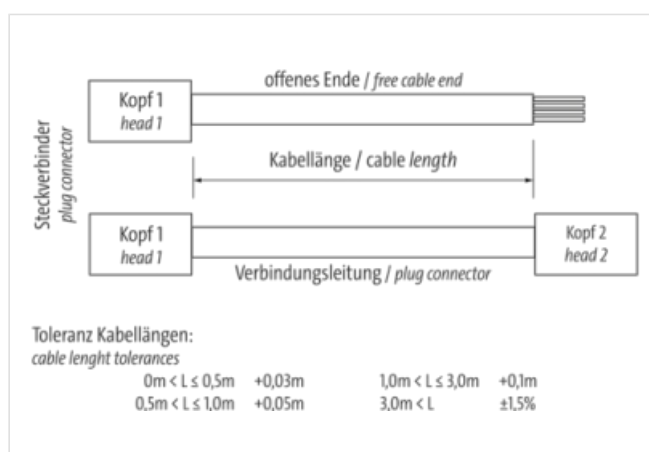 offenes Ende / free cable end
Kopf 1
head 1
Steckverbinder
plug connector
Kabellänge / cable length
Kopf 1
head 1
Kopf 2
head 2
Verbindungsleitung / plug connector
Toleranz Kabellängen:
cable lenght tolerances
0m < L ≤ 0,5m +0,03m 1,0m < L ≤ 3,0m +0,1m
0,5m < L ≤ 1,0m +0,05m 3,0m < L ±1,5%